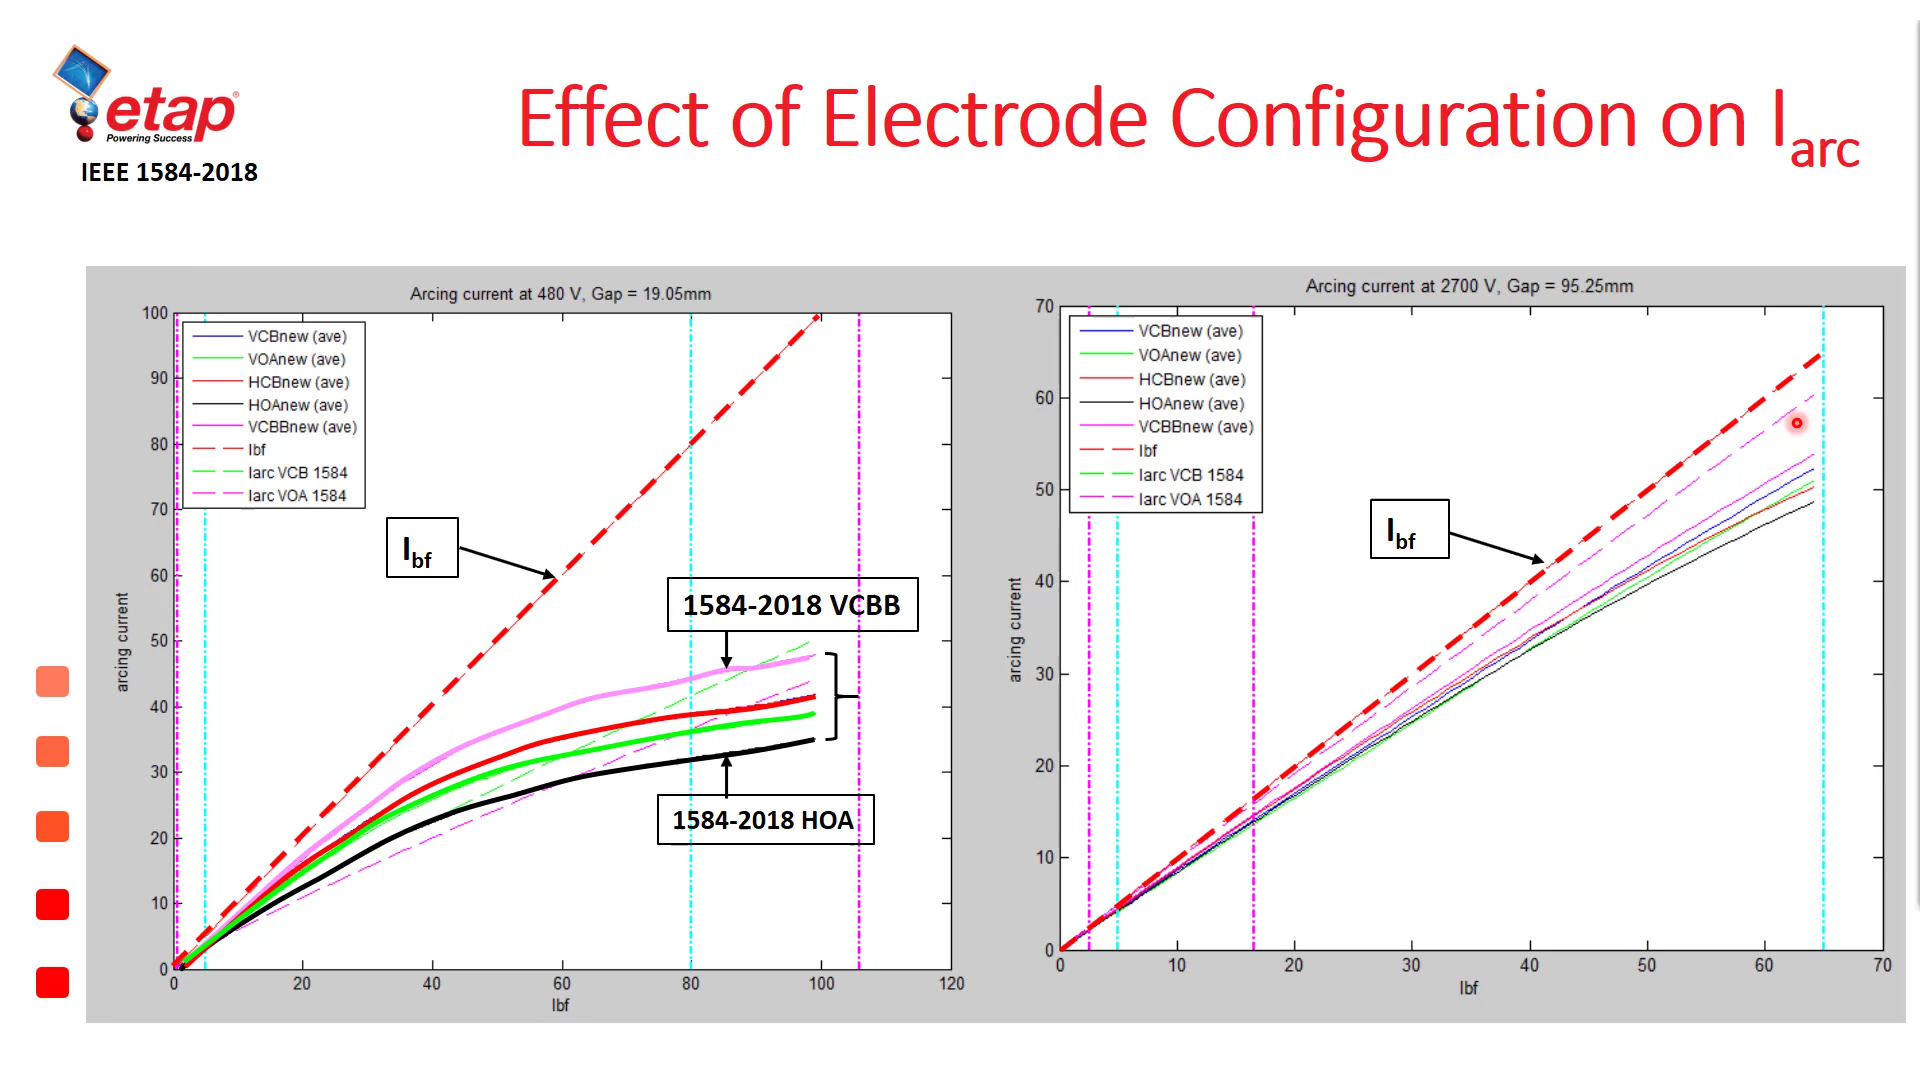 etap®
Powering Success
IEEE 1584-2018
Effect of Electrode Configuration on Iarc
Arcing current at 480 V, Gap = 19.05mm
100
90
80
70
60
50
40
30
20
10
0
arcing current
VCBnew (ave)
VOAnew (ave)
HCBnew (ave)
HOAnew (ave)
VCBBnew (ave)
Ibf
Iarc VCB 1584
Iarc VOA 1584
Ibf
1584-2018 VCBB
1584-2018 HOA
0 20 40 60 80 100 120
Ibf
Arcing current at 2700 V, Gap = 95.25mm
70
60
50
40
30
20
10
0
arcing current
VCBnew (ave)
VOAnew (ave)
HCBnew (ave)
HOAnew (ave)
VCBBnew (ave)
Ibf
Iarc VCB 1584
Iarc VOA 1584
Ibf
0 10 20 30 40 50 60 70
Ibf